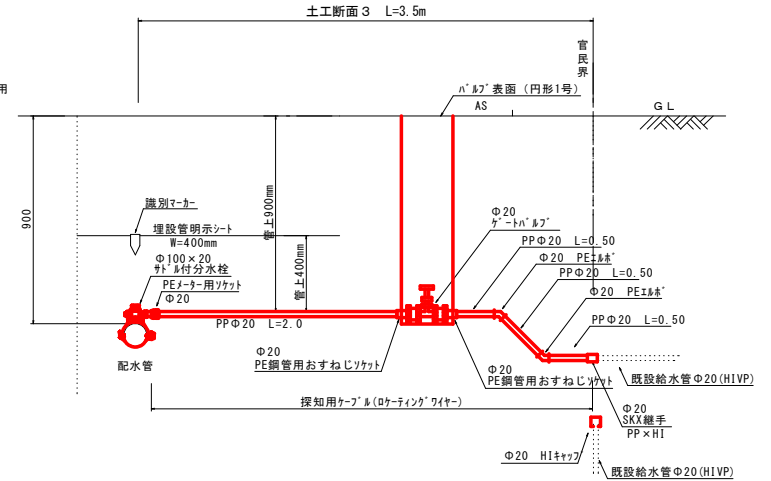 土工断面3 L=3.5m
官民界
用
バルブ表函（円形1号）
AS
GL
900
識別マーカー
埋設管明示シート
W=400mm
管上900mm
管上400mm
Φ100×20
サドル付分水栓
PEメーター用ソケット
Φ20
Φ20
ゲートバルブ
PPΦ20 L=0.50
Φ20 PEエルボ
PPΦ20 L=0.50
Φ20 PEエルボ
PPΦ20 L=0.50
PPΦ20 L=2.0
配水管
Φ20
PE鋼管用おすねじソケット
Φ20
PE鋼管用おすねじソケット
既設給水管Φ20(HIVP)
探知用ケーブル(ロケーティングワイヤー)
Φ20
SKX継手
PP×HI
Φ20 HIキャップ
既設給水管Φ20(HIVP)